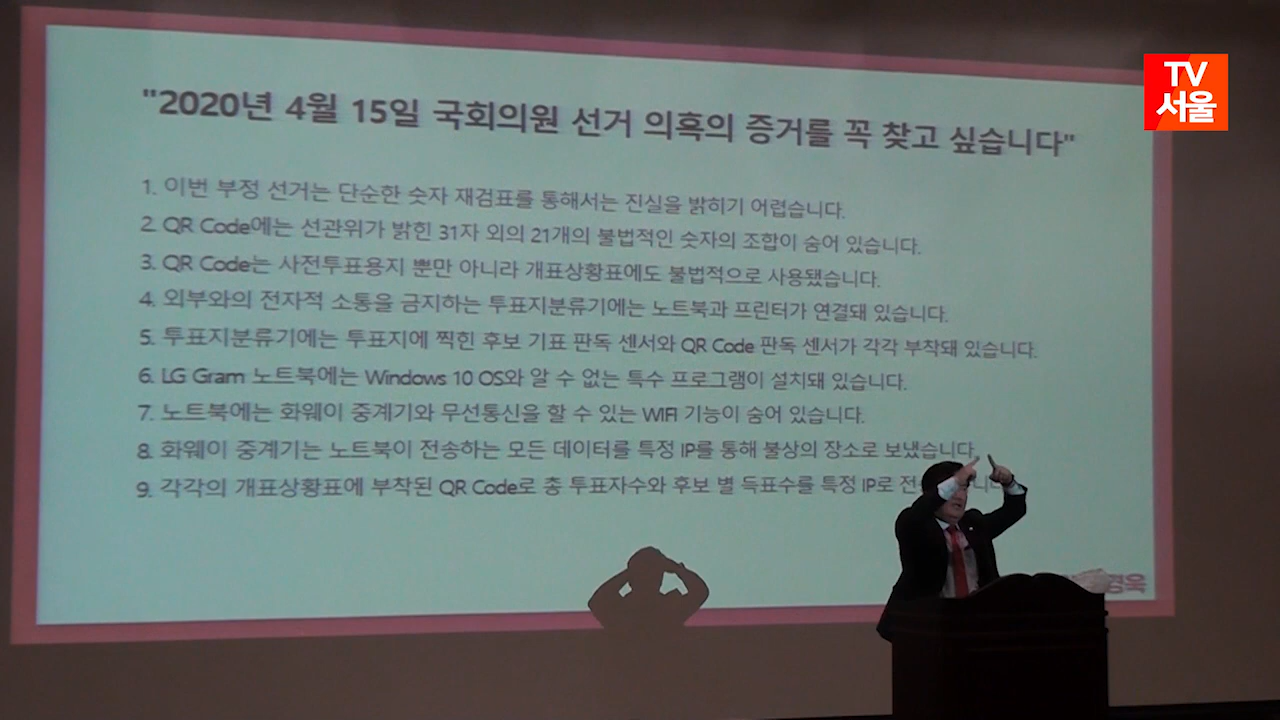 TV
서울
"2020년 4월 15일 국회의원 선거 의혹의 증거를 꼭 찾고 싶습니다"
1. 이번 부정 선거는 단순한 숫자 재검표를 통해서는 진실을 밝히기 어렵습니다.
2. QR Code에는 선관위가 밝힌 31자 외의 21개의 불법적인 숫자의 조합이 숨어 있습니다.
3. QR Code는 사전투표용지 뿐만 아니라 개표상황표에도 불법적으로 사용됐습니다.
4. 외부와의 전자적 소통을 금지하는 투표지분류기에는 노트북과 프린터가 연결돼 있습니다.
5. 투표지분류기에는 투표지에 찍힌 후보 기표 판독 센서와 QR Code 판독 센서가 각각 부착돼 있습니다.
6. LG Gram 노트북에는 Windows 10 OS와 알 수 없는 특수 프로그램이 설치돼 있습니다.
7. 노트북에는 화웨이 중계기와 무선통신을 할 수 있는 WIFI 기능이 숨어 있습니다.
8. 화웨이 중계기는 노트북이 전송하는 모든 데이터를 특정 IP를 통해 불상의 장소로 보냈습니다.
9. 각각의 개표상황표에 부착된 QR Code로 총 투표자수와 후보 별 득표수를 특정 IP로
경욱